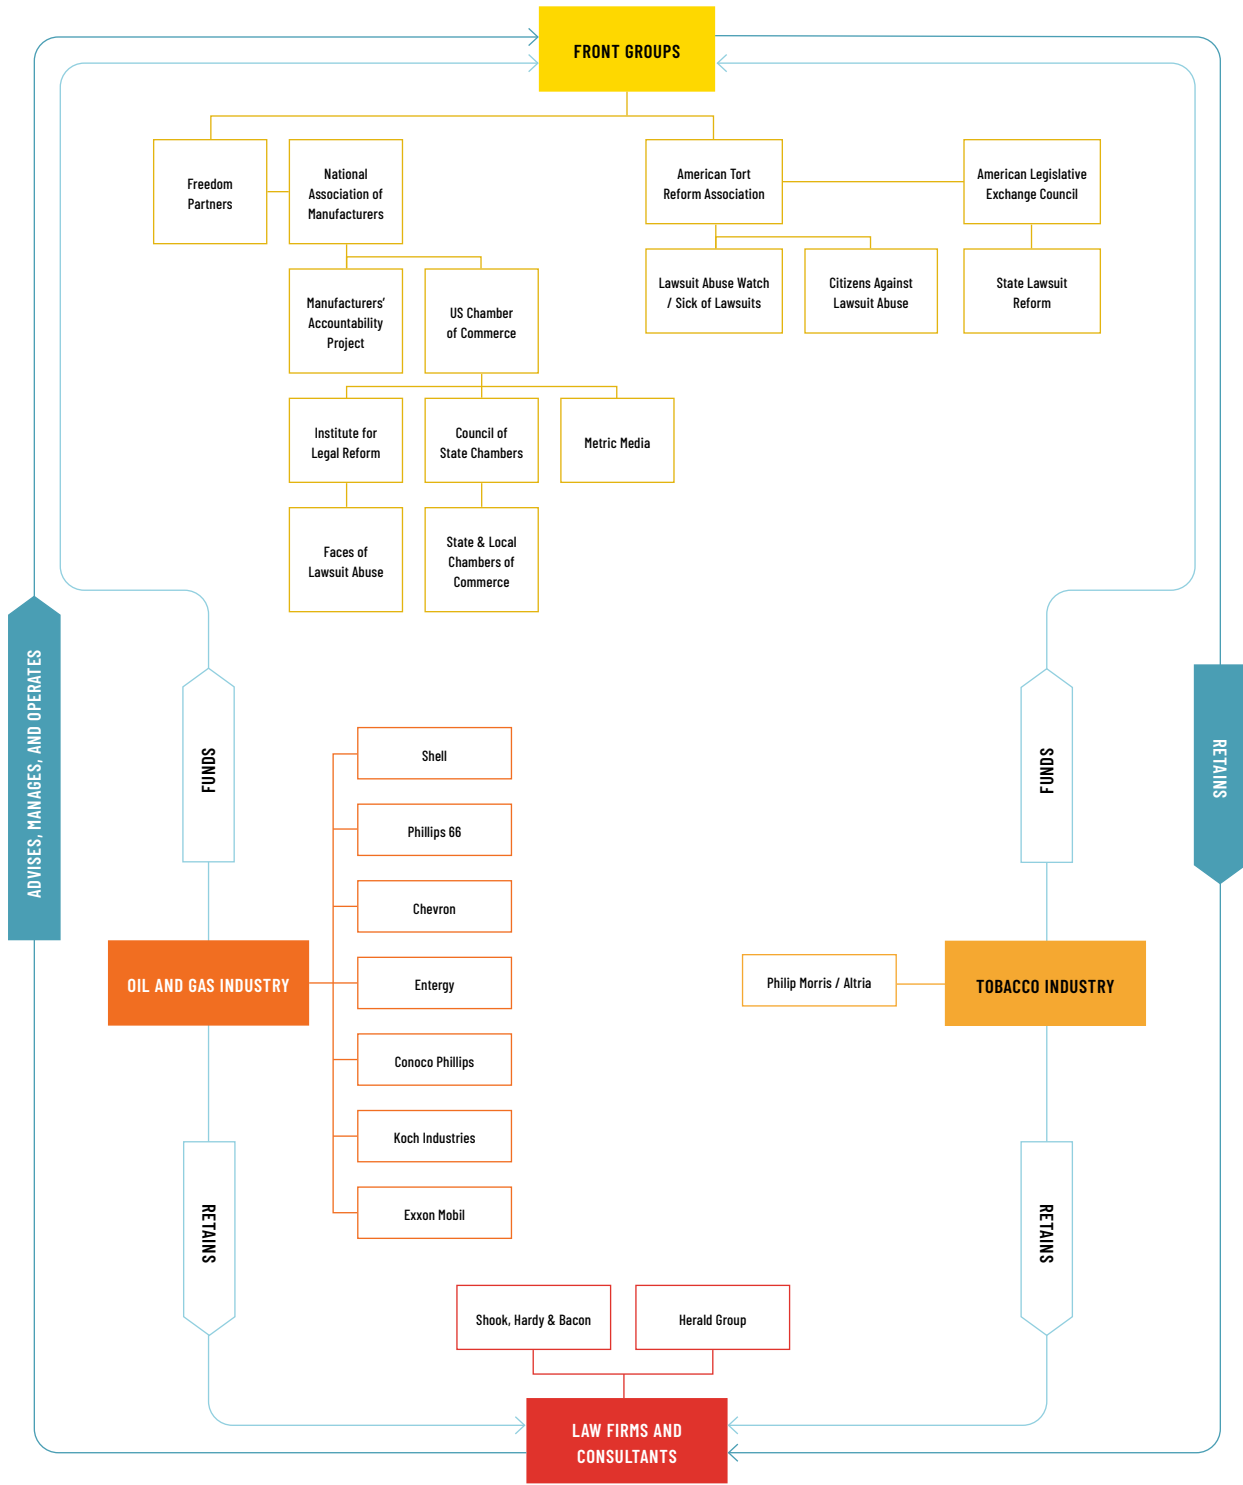 FRONT GROUPS
Freedom
Partners
National
Association of
Manufacturers
American Tort
Reform Association
American Legislative
Exchange Council
Manufacturers’
Accountability
Project
US Chamber
of Commerce
Lawsuit Abuse Watch
/ Sick of Lawsuits
Citizens Against
Lawsuit Abuse
State Lawsuit
Reform
Institute for
Legal Reform
Council of
State Chambers
Metric Media
Faces of
Lawsuit Abuse
State & Local
Chambers of
Commerce
ADVISES, MANAGES, AND OPERATES
FUNDS
Shell
Phillips 66
Chevron
Entergy
Conoco Phillips
Koch Industries
Exxon Mobil
OIL AND GAS INDUSTRY
RETAINS
FUNDS
RETAINS
Philip Morris / Altria
TOBACCO INDUSTRY
RETAINS
Shook, Hardy & Bacon
Herald Group
LAW FIRMS AND
CONSULTANTS